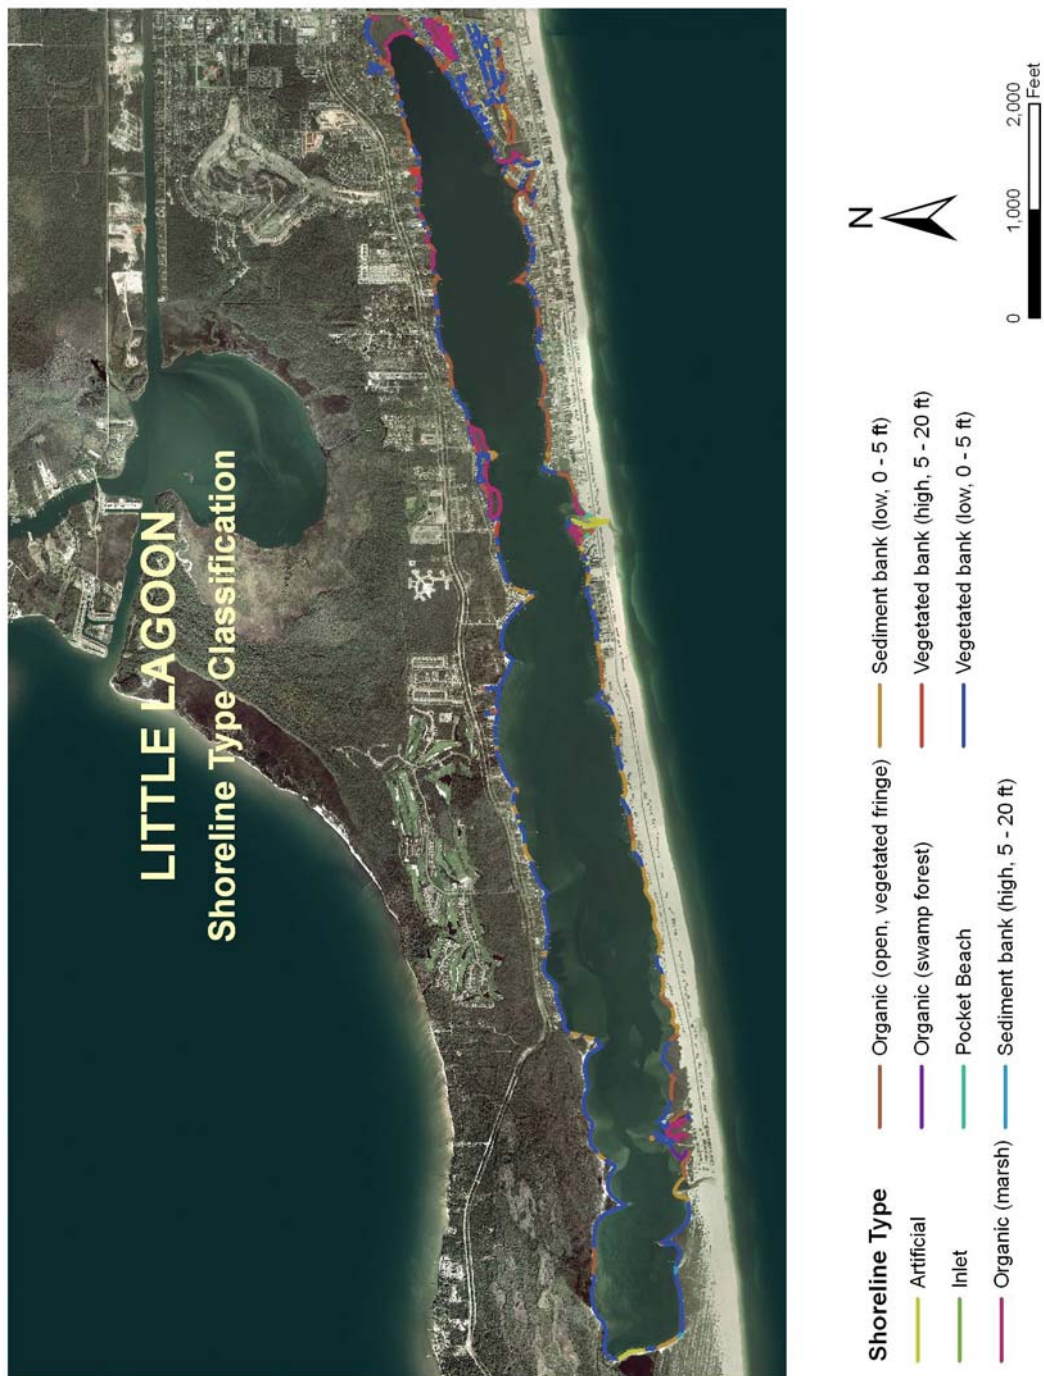 LITTLE LAGOON
Shoreline Type Classification
N
0 1,000 2,000
Feet
Shoreline Type
Artificial
Inlet
Organic (marsh)
Organic (open, vegetated fringe)
Organic (swamp forest)
Pocket Beach
Sediment bank (high, 5 - 20 ft)
Sediment bank (low, 0 - 5 ft)
Vegetated bank (high, 5 - 20 ft)
Vegetated bank (low, 0 - 5 ft)